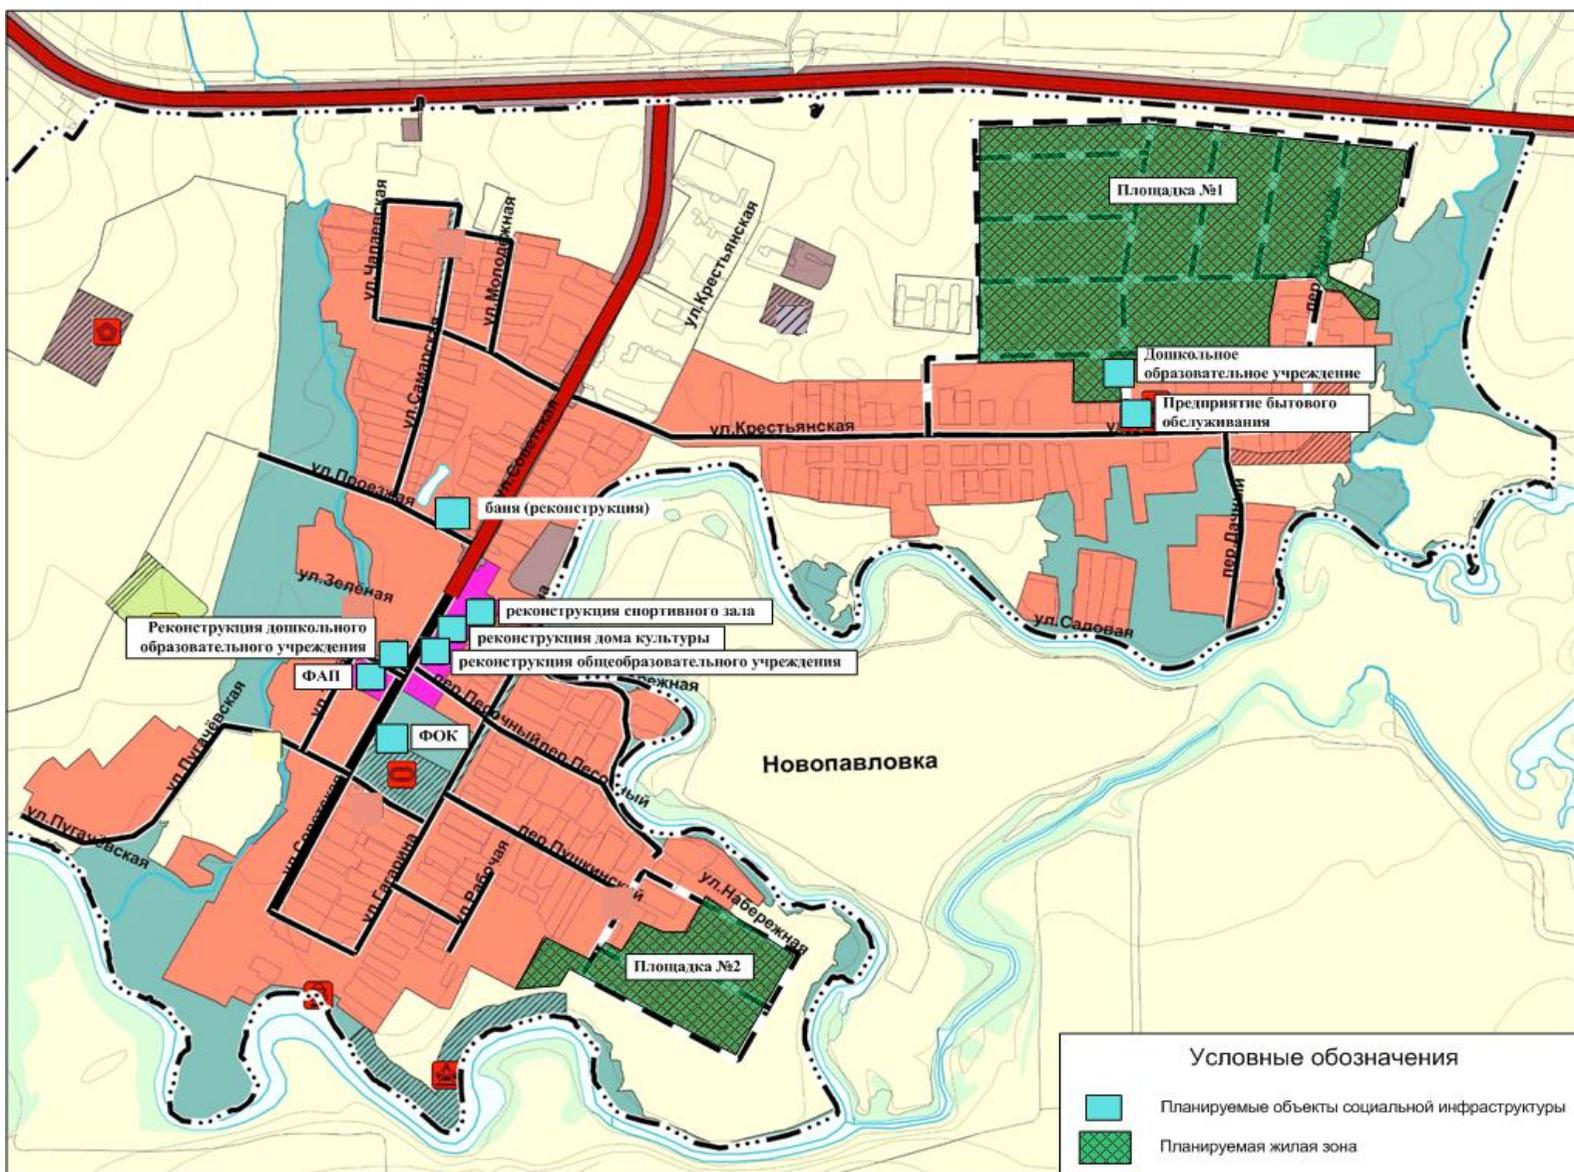 Площадка №1
ул.Чапаевская
ул.Молодёжная
ул.Крестьянская
ул.Самарская
Дошкольное
образовательное учреждение
Предприятие бытового
обслуживания
ул.Советская
ул.Крестьянская
ул.Проезжая
баня (реконструкция)
пер.Дачный
ул.Зелёная
реконструкция спортивного зала
ул.Садовая
Реконструкция дошкольного
образовательного учреждения
реконструкция дома культуры
реконструкция общеобразовательного учреждения
ФАП
пер.Песочный
ул.Пугачёвская
ФОК
Новопавловка
ул.Пугачёвская
ул.Советская
пер.Пушкинский
ул.Гагарина
ул.Рабочая
ул.Набережная
Площадка №2
Условные обозначения
Планируемые объекты социальной инфраструктуры
Планируемая жилая зона